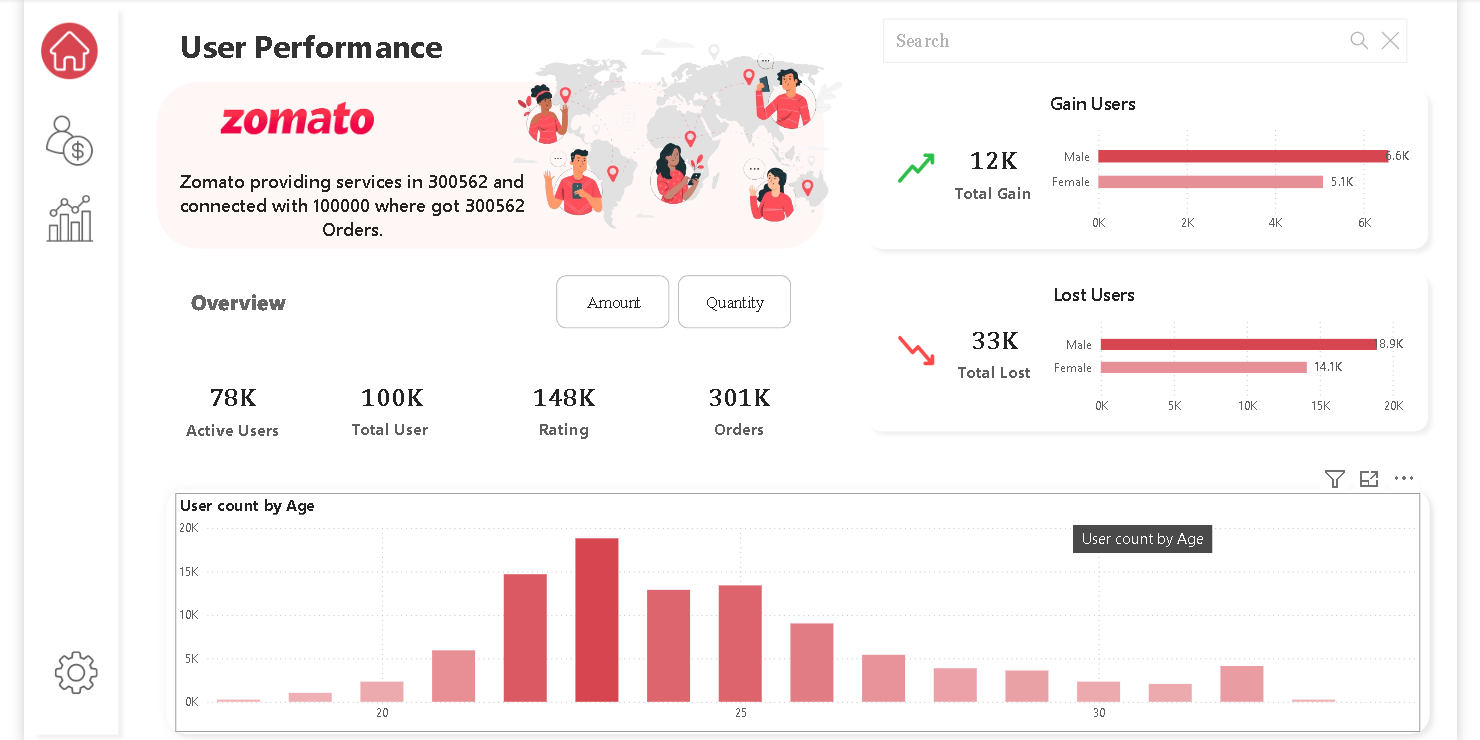 User Performance
Search
zomato
Zomato providing services in 300562 and
connected with 100000 where got 300562
Orders.
Gain Users
12K
Total Gain
Male
6.6K
Female
5.1K
0K
2K
4K
6K
Overview
Amount
Quantity
Lost Users
33K
Total Lost
Male
8.9K
Female
14.1K
0K
5K
10K
15K
20K
78K
Active Users
100K
Total User
148K
Rating
301K
Orders
User count by Age
User count by Age
20K
15K
10K
5K
0K
20
25
30